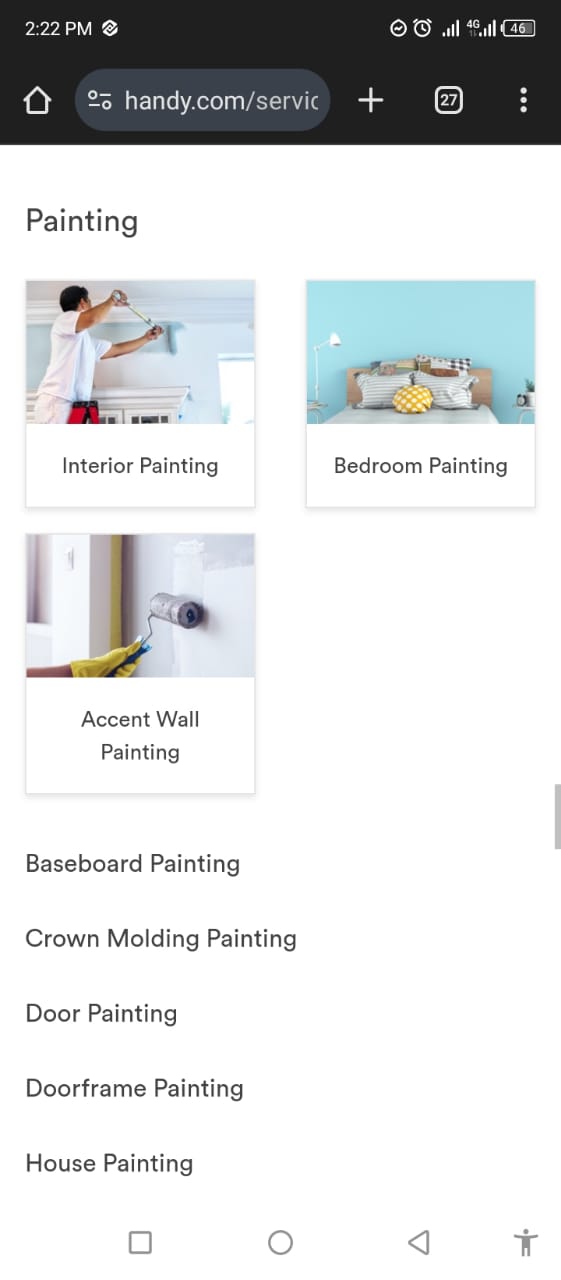 2:22 PM
4G
46
handy.com/servic
27
Painting
Interior Painting
Bedroom Painting
Accent Wall
Painting
Baseboard Painting
Crown Molding Painting
Door Painting
Doorframe Painting
House Painting